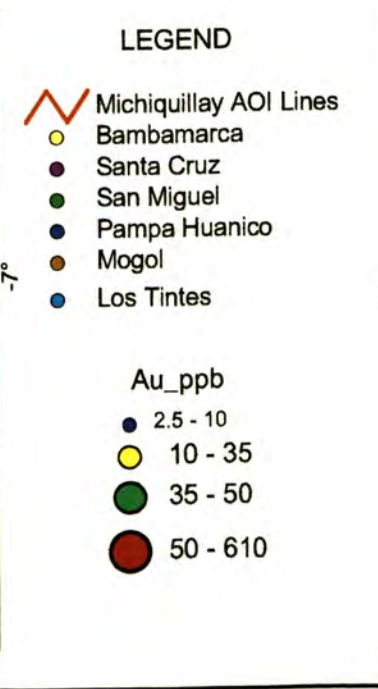 LEGEND
Michiquillay AOI Lines
Bambamarca
Santa Cruz
San Miguel
Pampa Huanico
Mogol
Los Tintes
-7°
Au_ppb
2.5 - 10
10 - 35
35 - 50
50 - 610